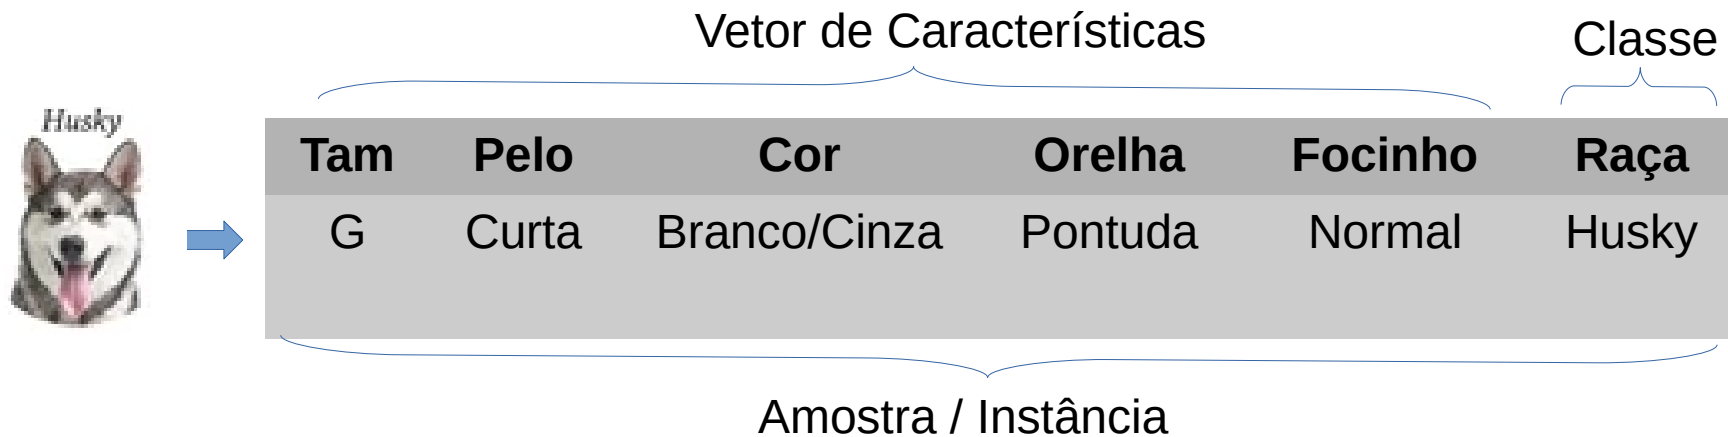 Vetor de Características
Classe
Husky
Tam Pelo Cor Orelha Focinho Raça
G Curta Branco/Cinza Pontuda Normal Husky
Amostra / Instância